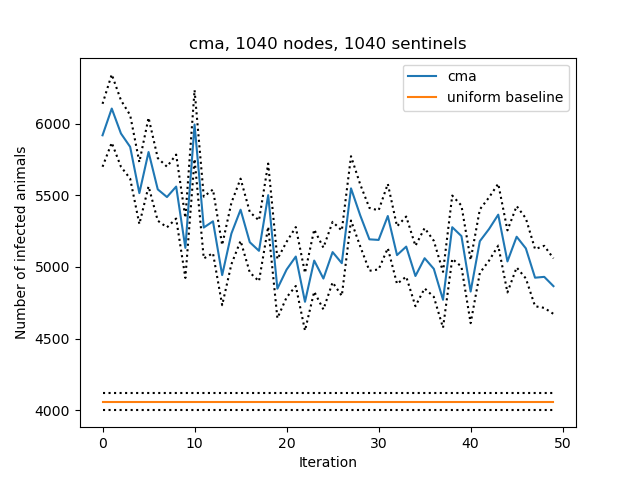 cma, 1040 nodes, 1040 sentinels
cma
uniform baseline
Number of infected animals
6000
5500
5000
4500
4000
0 10 20 30 40 50
Iteration